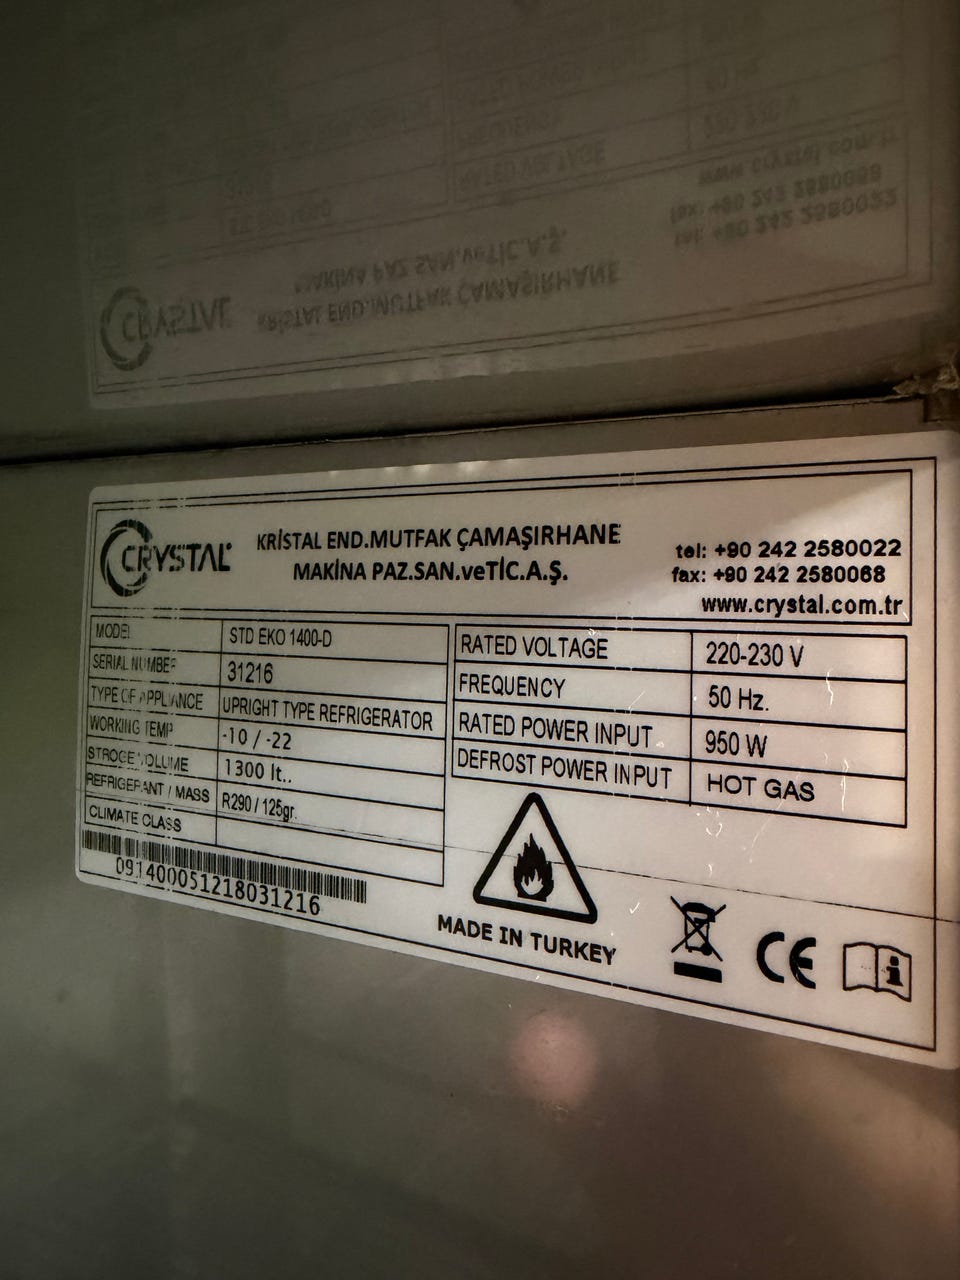 CRYSTAL
KRİSTAL END.MUTFAK ÇAMAŞIRHANE
MAKİNA PAZ.SAN.veTİC.A.Ş.
tel: +90 242 2580022
fax: +90 242 2580068
www.crystal.com.tr
MODEL STD EKO 1400-D
SERIAL NUMBER 31216
TYPE OF APPLIANCE UPRIGHT TYPE REFRIGERATOR
WORKING TEMP -10 / -22
STROGE VOLUME 1300 lt..
REFRIGERANT / MASS R290 / 125gr.
CLIMATE CLASS
RATED VOLTAGE 220-230 V
FREQUENCY 50 Hz.
RATED POWER INPUT 950 W
DEFROST POWER INPUT HOT GAS
091400051218031216
MADE IN TURKEY
CE
i